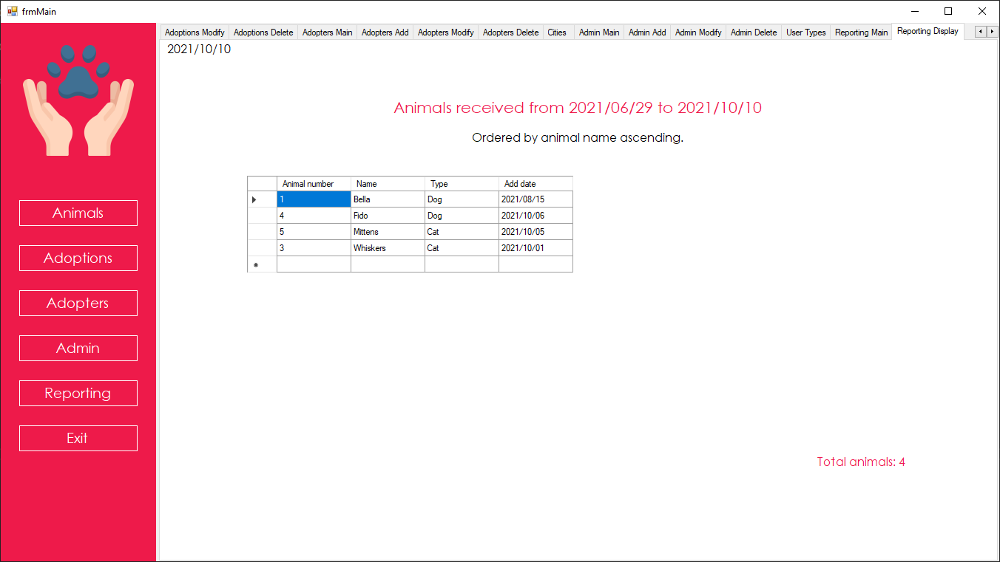 frmMain
Adoptions Modify Adoptions Delete Adopters Main Adopters Add Adopters Modify Adopters Delete Cities Admin Main Admin Add Admin Modify Admin Delete User Types Reporting Main Reporting Display
2021/10/10
Animals received from 2021/06/29 to 2021/10/10
Ordered by animal name ascending.
Animal number Name Type Add date
1 Bella Dog 2021/08/15
4 Fido Dog 2021/10/06
5 Mittens Cat 2021/10/05
3 Whiskers Cat 2021/10/01
Total animals: 4
Animals
Adoptions
Adopters
Admin
Reporting
Exit